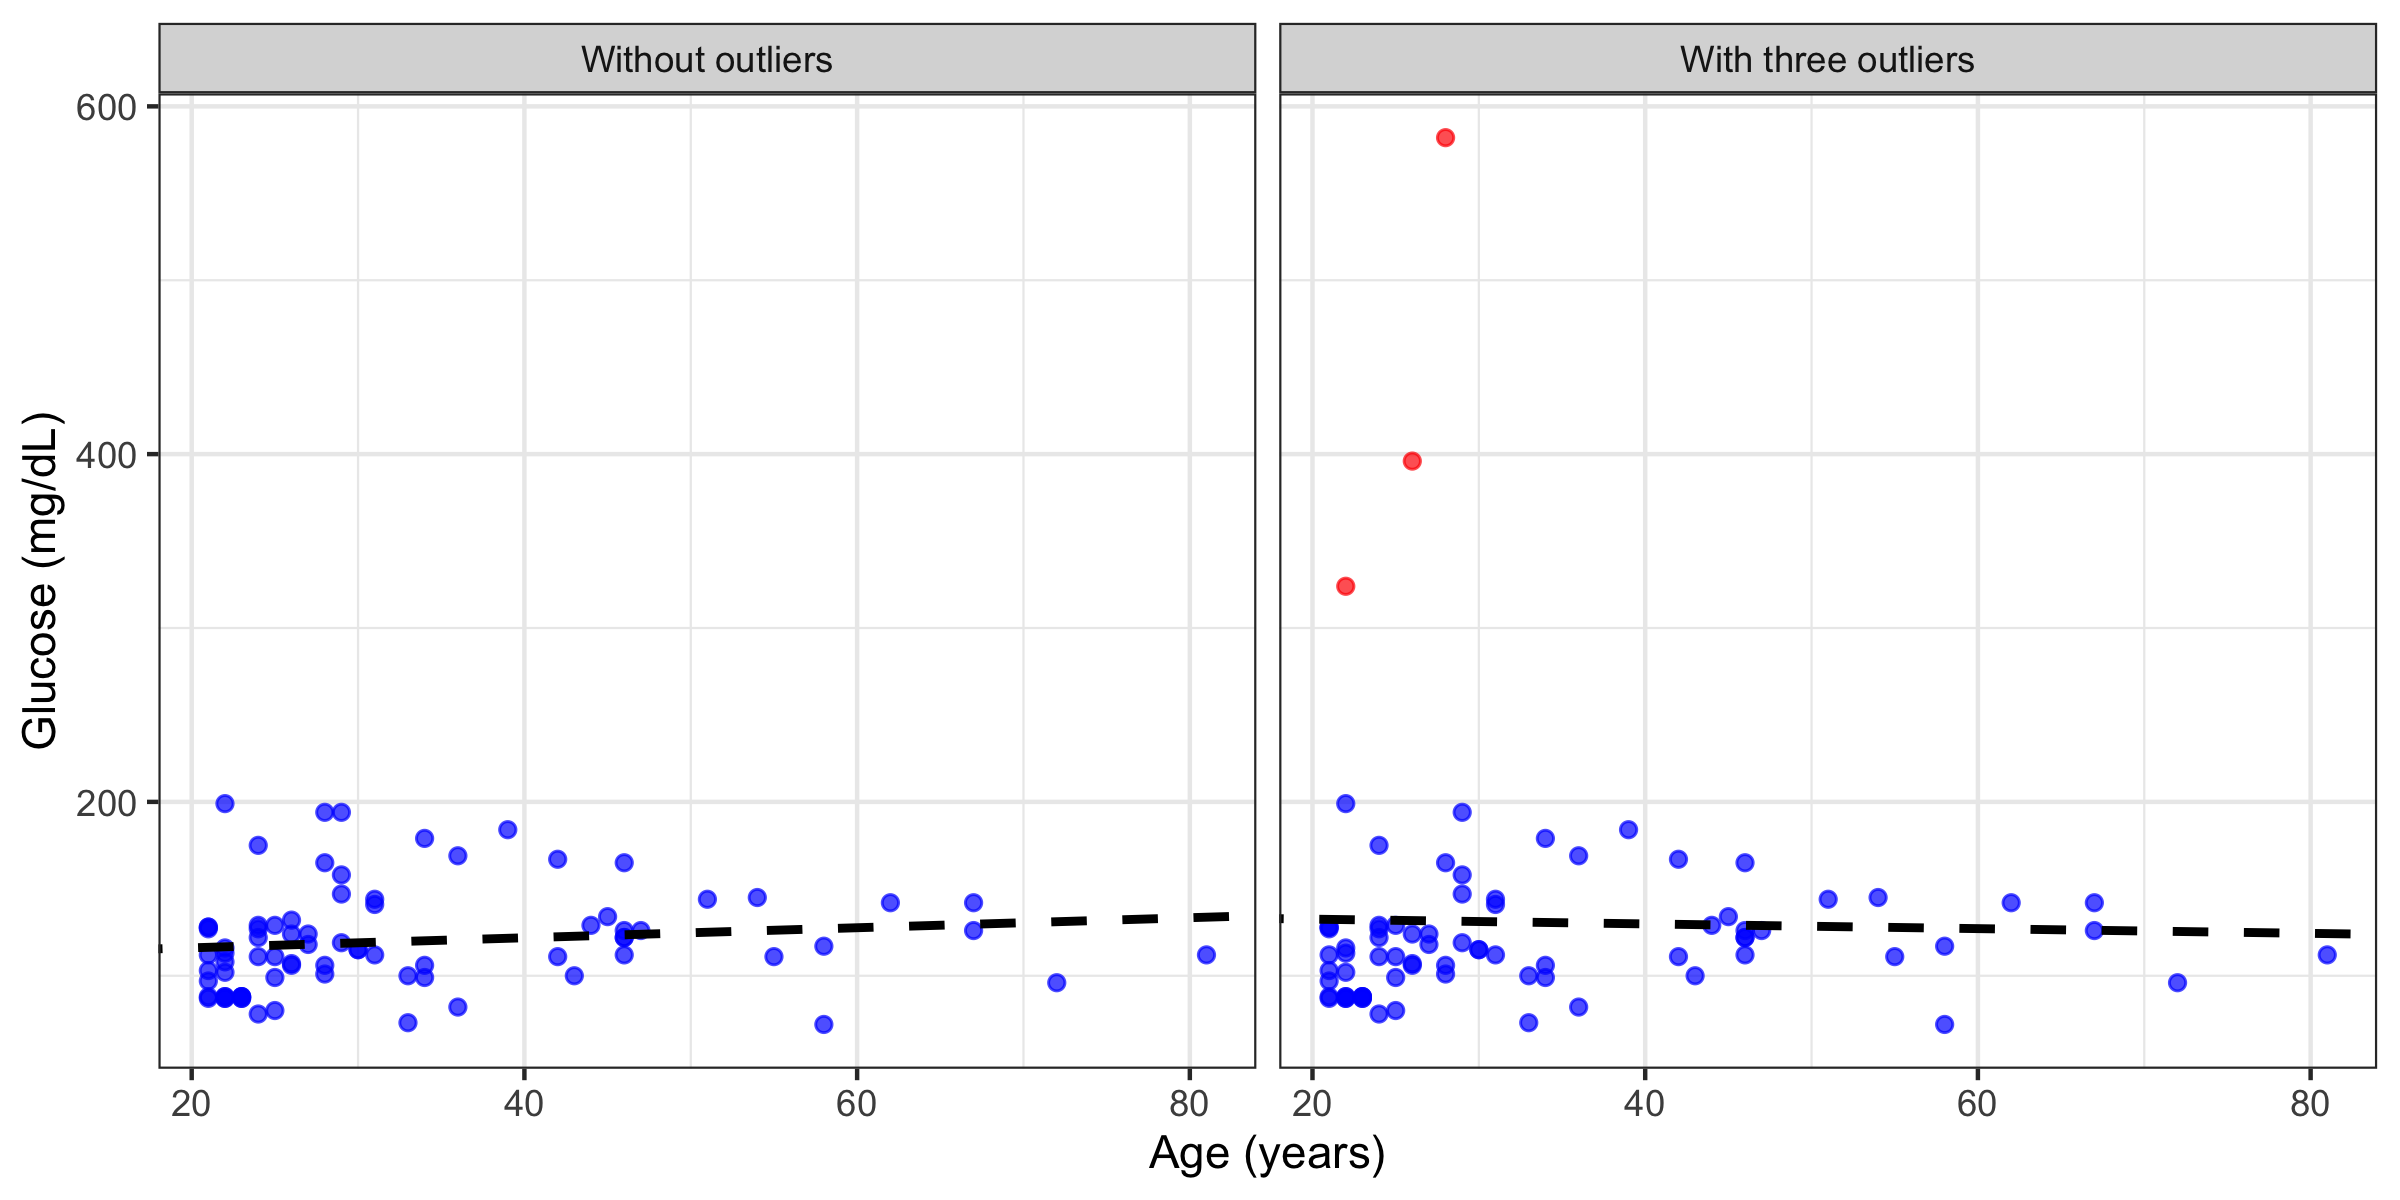 Without outliers
With three outliers
Glucose (mg/dL)
600
400
200
20 40 60 80
20 40 60 80
Age (years)